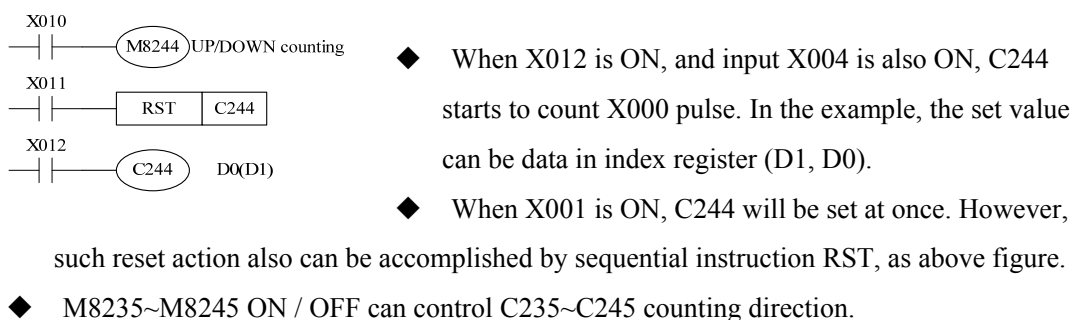 X010
M8244 UP/DOWN counting
X011
RST C244
X012
C244 D0(D1)
◆ When X012 is ON, and input X004 is also ON, C244
starts to count X000 pulse. In the example, the set value
can be data in index register (D1, D0).
◆ When X001 is ON, C244 will be set at once. However,
such reset action also can be accomplished by sequential instruction RST, as above figure.
◆ M8235~M8245 ON / OFF can control C235~C245 counting direction.